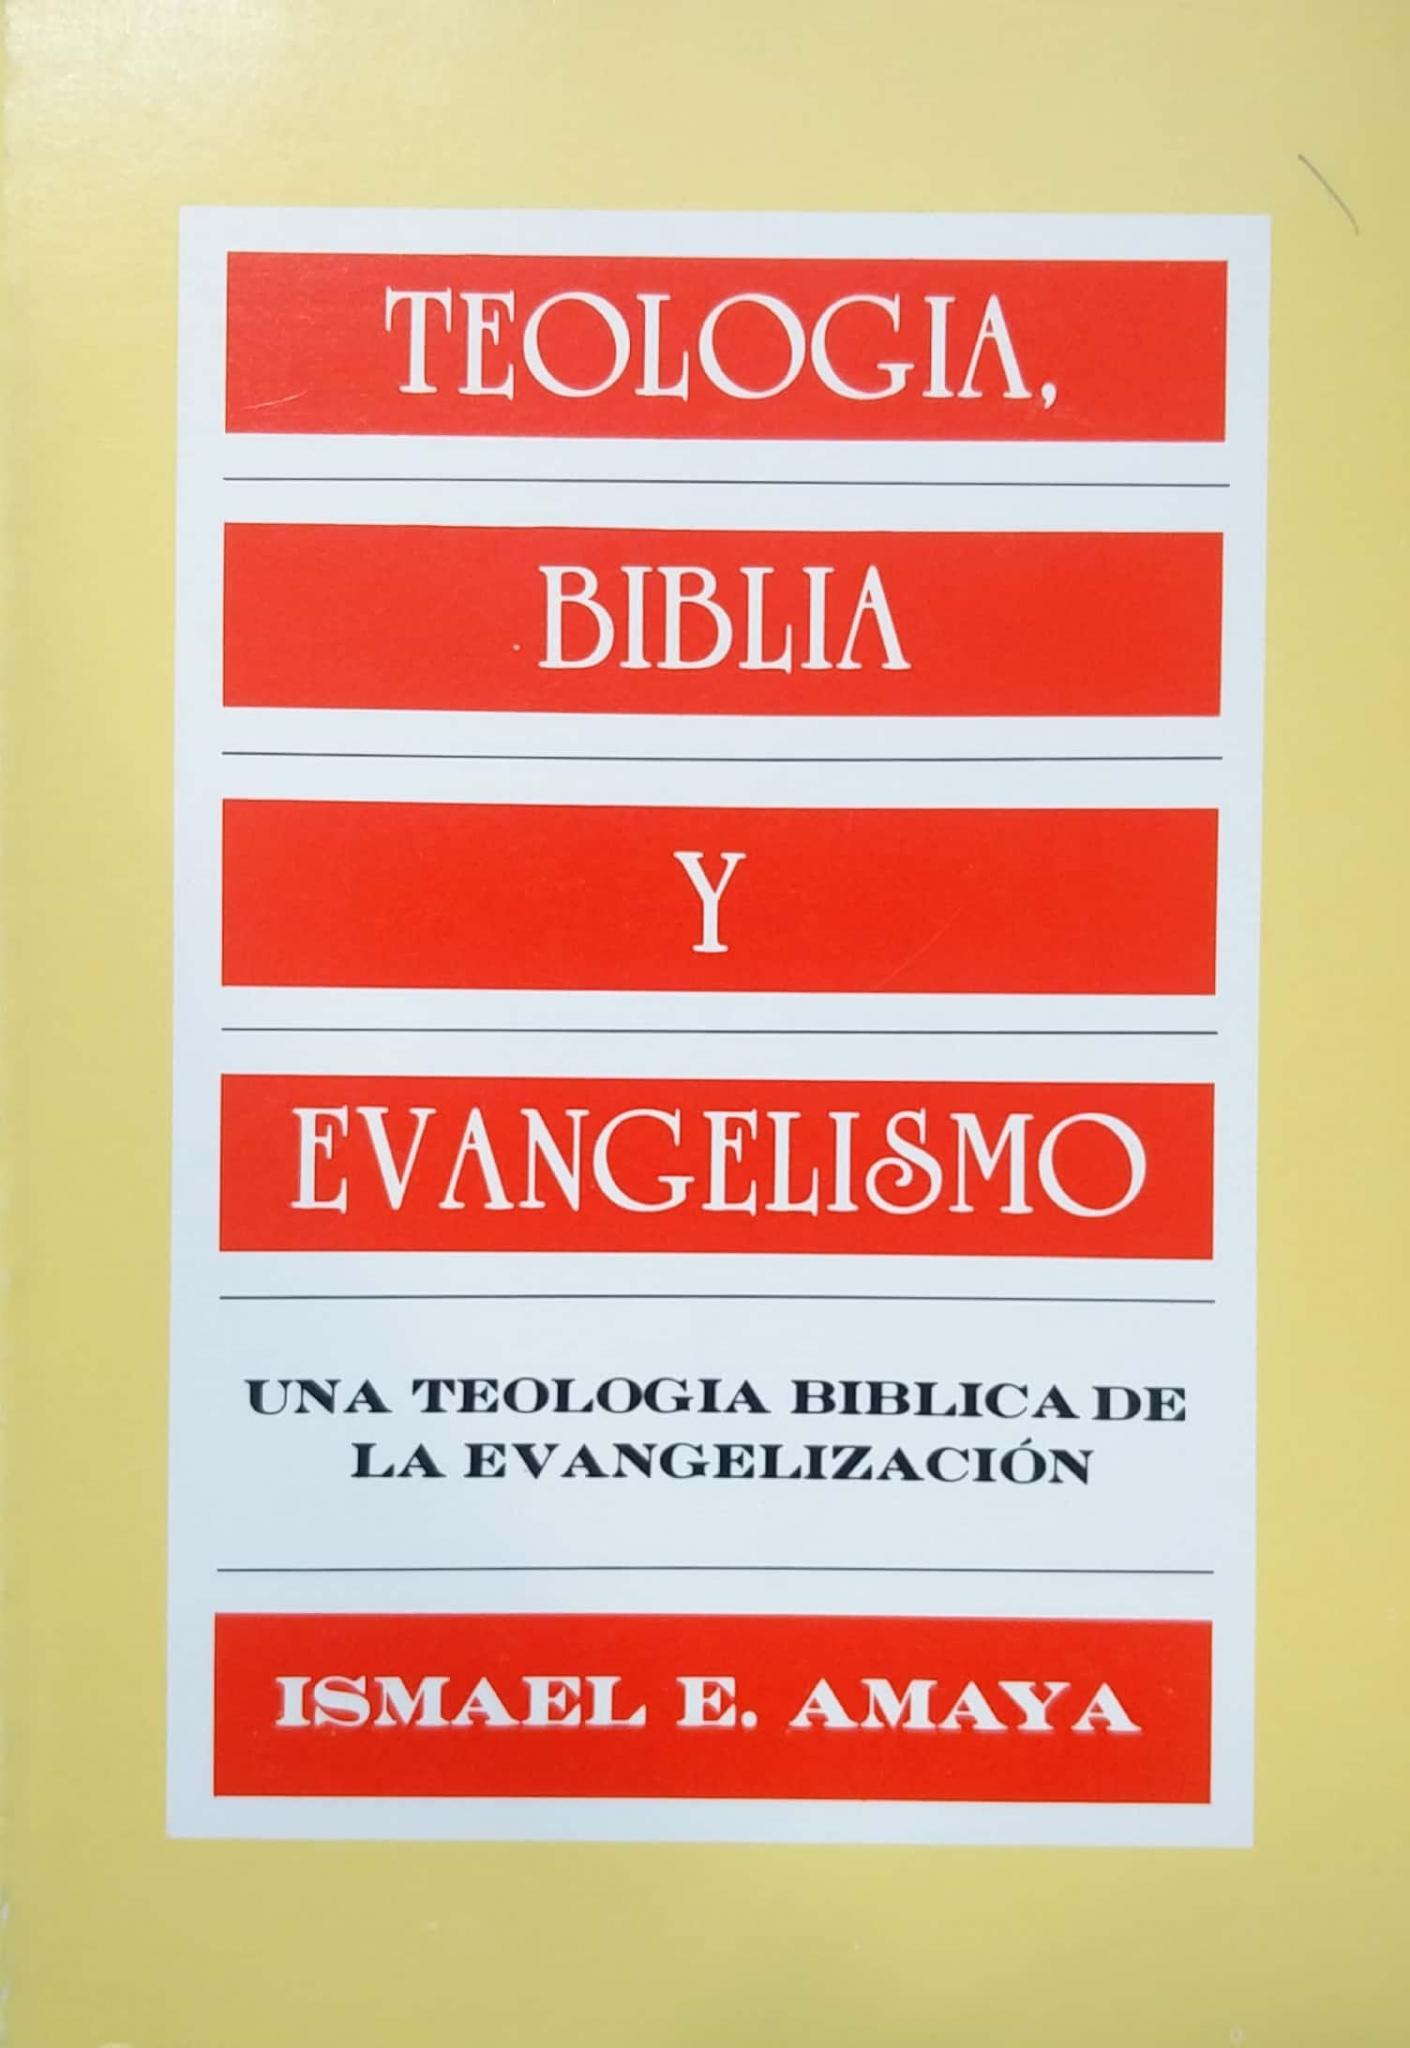 TEOLOGIA,
BIBLIA
Y
EVANGELISMO
UNA TEOLOGIA BIBLICA DE
LA EVANGELIZACIÓN
ISMAEL E. AMAYA